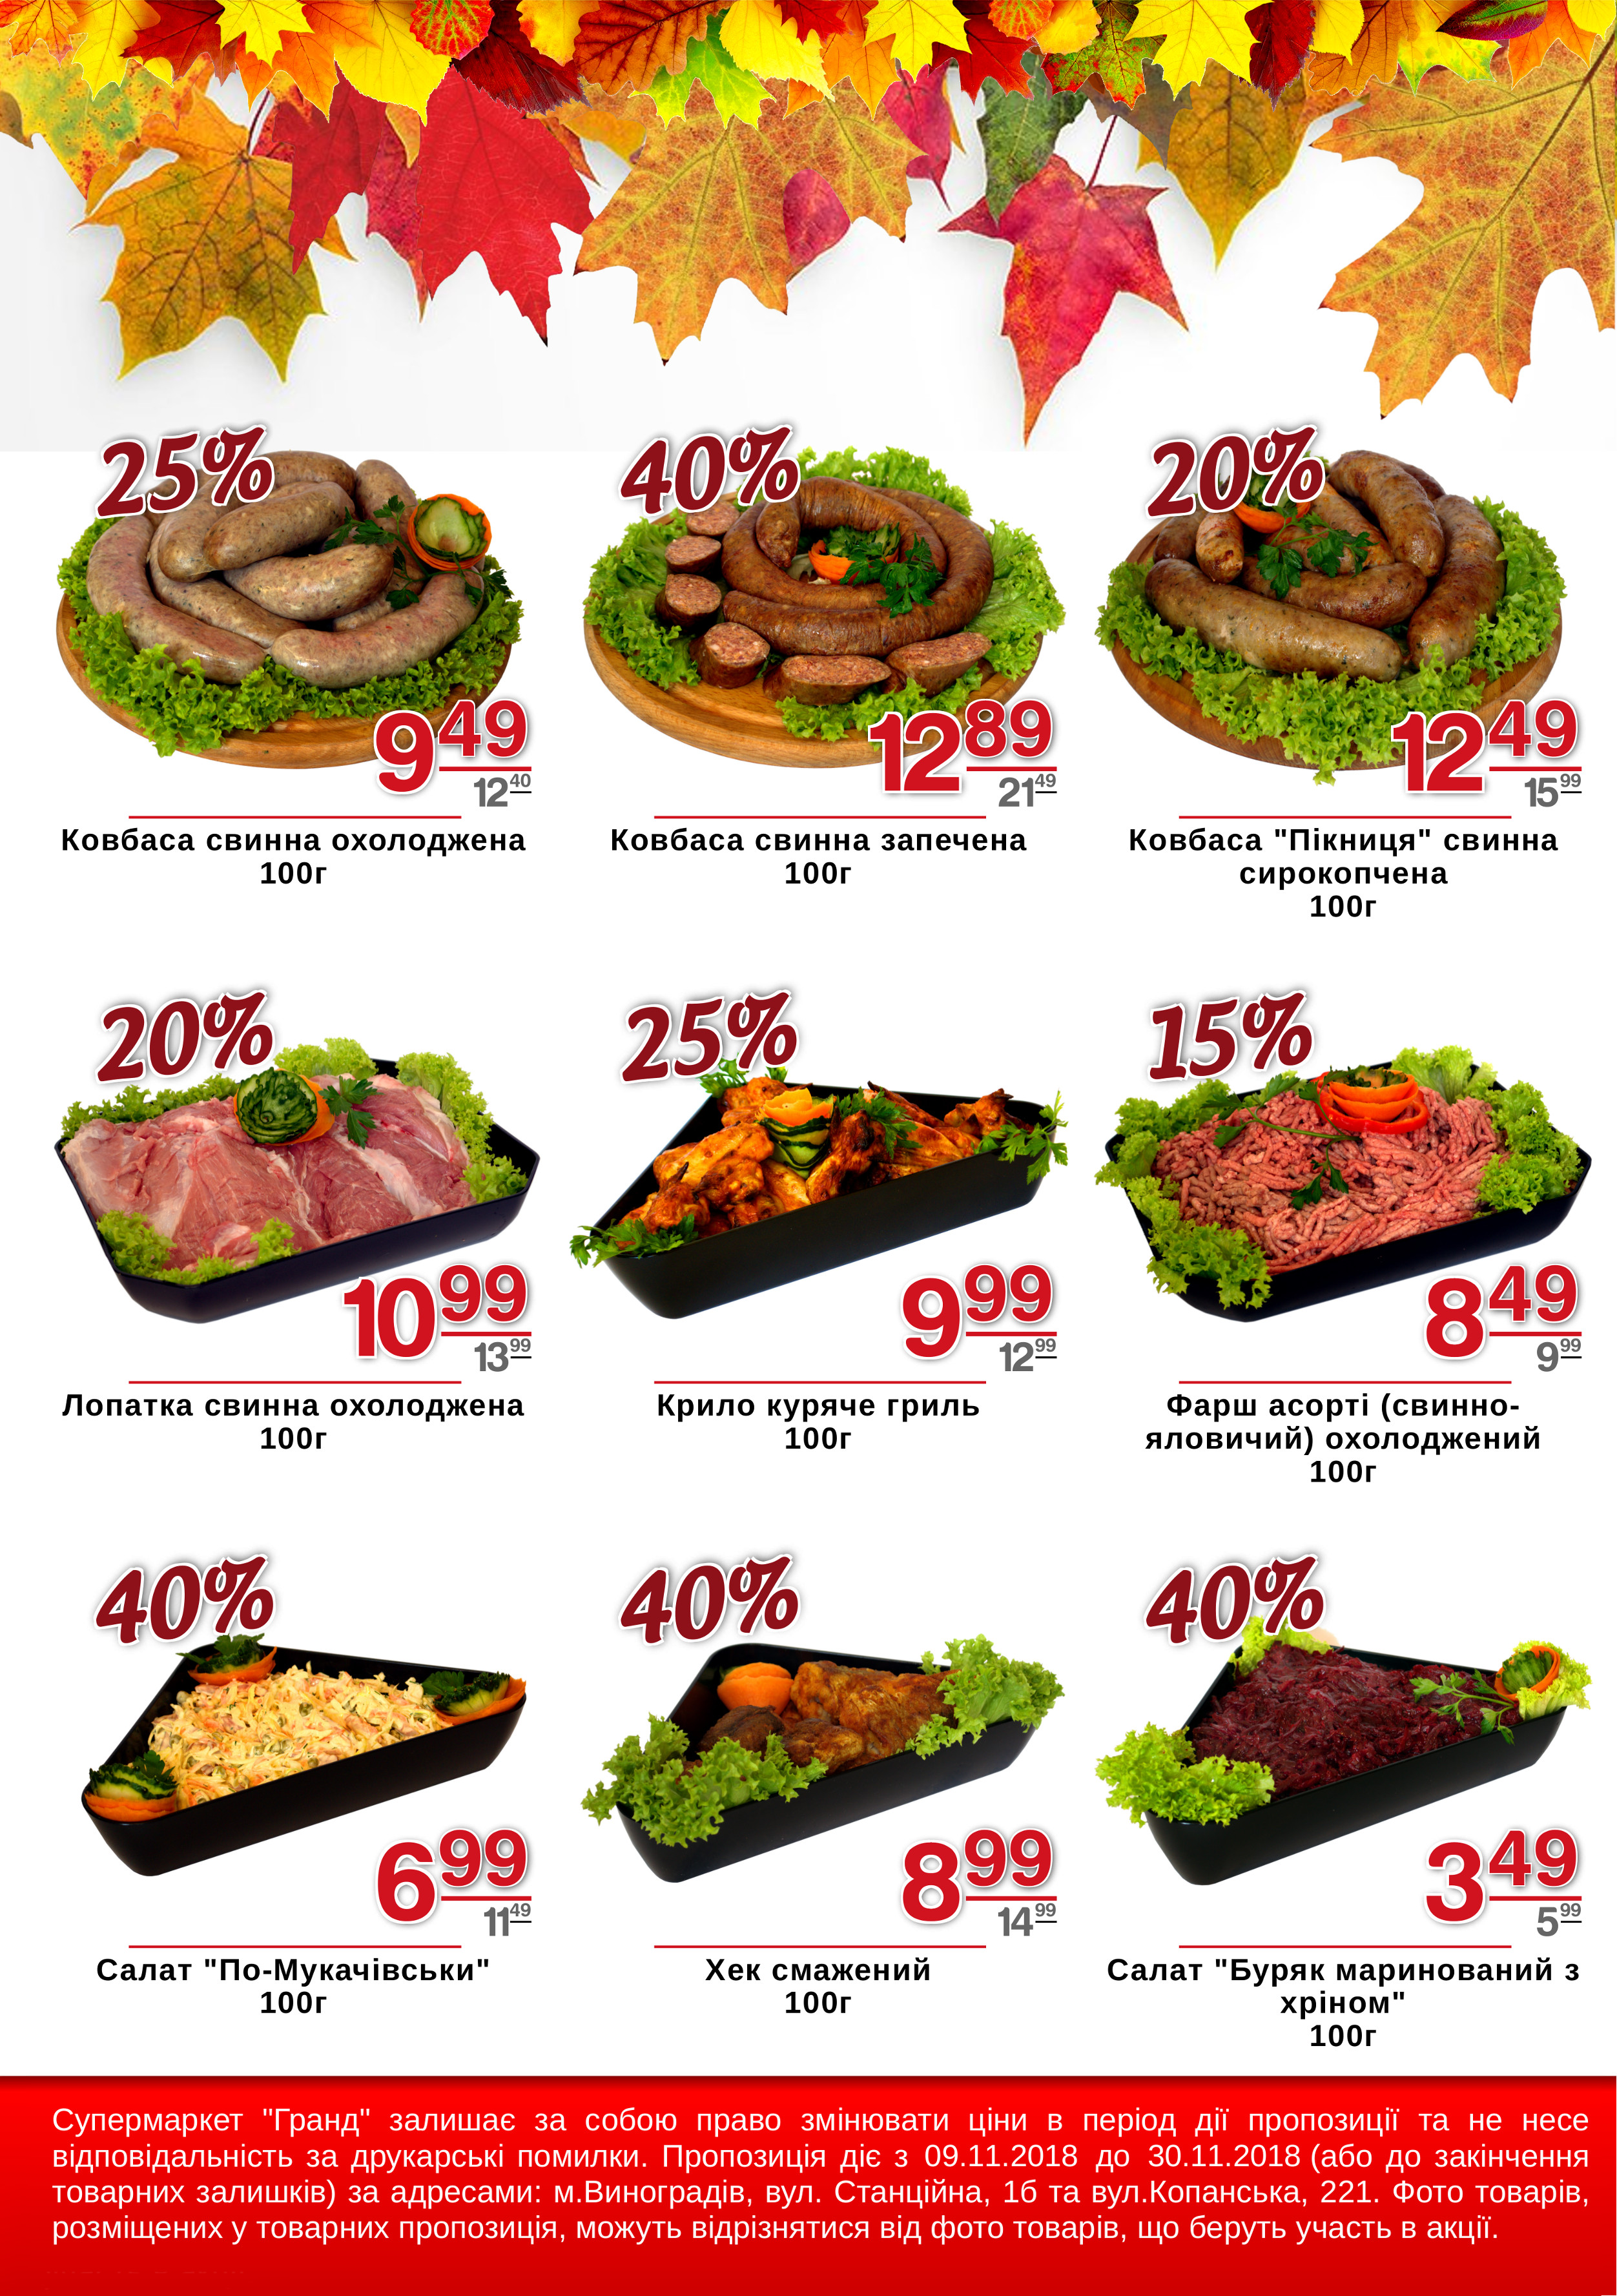 25%
40%
20%
9 49
12 40
12 89
21 49
12 49
15 99
Ковбаса свинна охолоджена
100г
Ковбаса свинна запечена
100г
Ковбаса "Пікниця" свинна
сирокопчена
100г
20%
25%
15%
10 99
13 99
9 99
12 99
8 49
9 99
Лопатка свинна охолоджена
100г
Крило куряче гриль
100г
Фарш асорті (свинно-
яловичий) охолоджений
100г
40%
40%
40%
6 99
11 49
8 99
14 99
3 49
5 99
Салат "По-Мукачівськи"
100г
Хек смажений
100г
Салат "Буряк маринований з
хріном"
100г
Супермаркет "Гранд" залишає за собою право змінювати ціни в період дії пропозиції та не несе
відповідальність за друкарські помилки. Пропозиція діє з 09.11.2018 до 30.11.2018 (або до закінчення
товарних залишків) за адресами: м.Виноградів, вул. Станційна, 1б та вул.Копанська, 221. Фото товарів,
розміщених у товарних пропозиція, можуть відрізнятися від фото товарів, що беруть участь в акції.